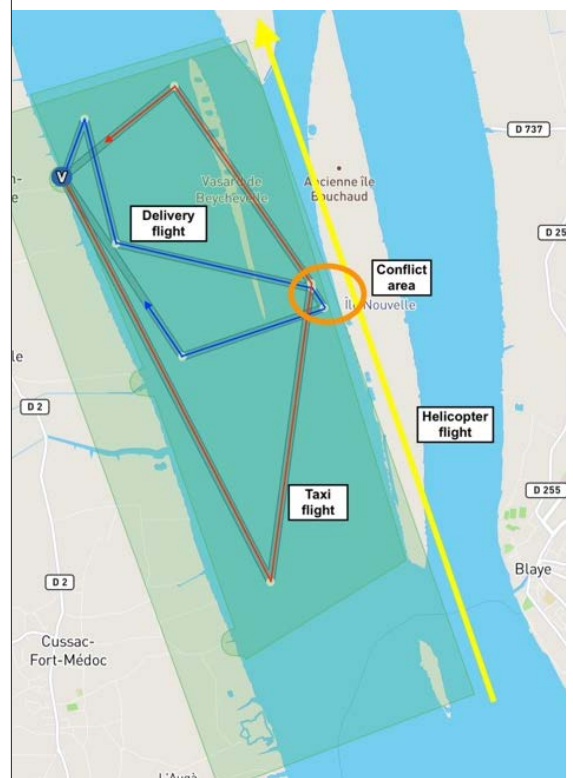 D 737
Vasard de
Beychevelle
Ancienne île
Bouchaud
V
Delivery
flight
D 25
Conflict
area
Île Nouvelle
D 2
Helicopter
flight
Taxi
flight
D 255
Blaye
D 2
Cussac-
Fort-Médoc